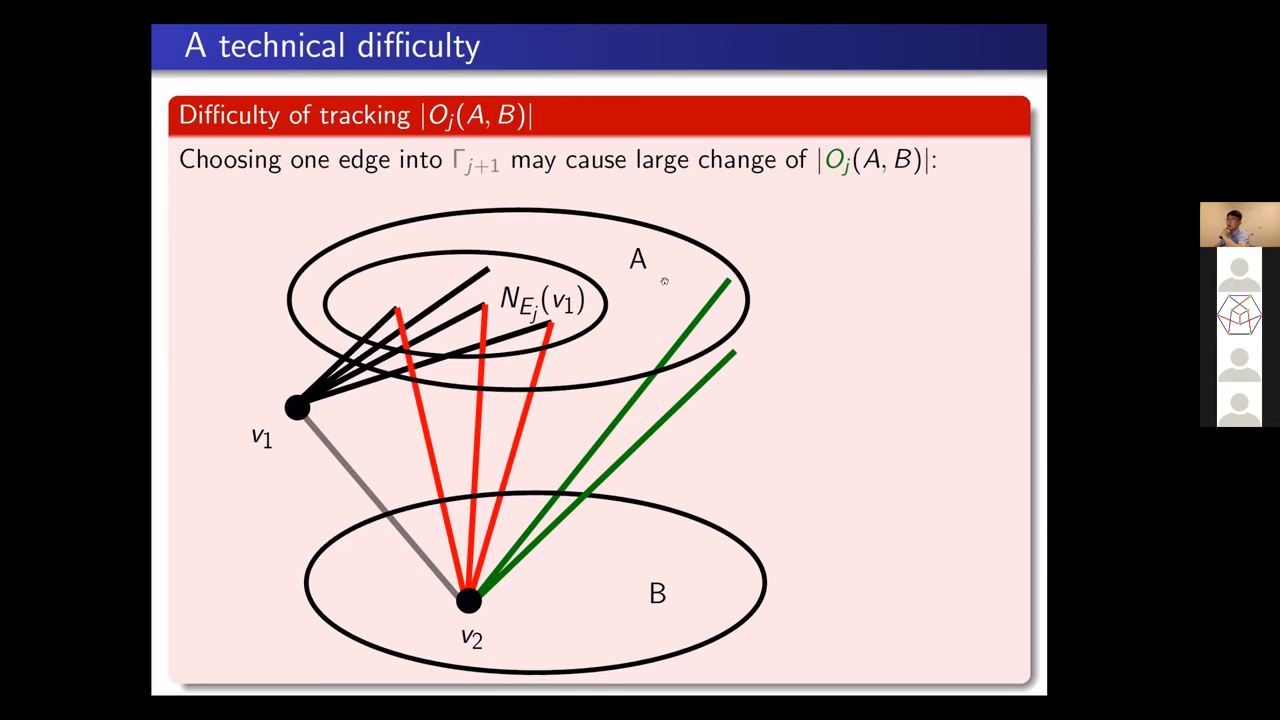 A technical difficulty
Difficulty of tracking |O_j(A, B)|
Choosing one edge into Γ_{j+1} may cause large change of |O_j(A, B)|:
A
N_{E_j}(v_1)
v_1
B
v_2